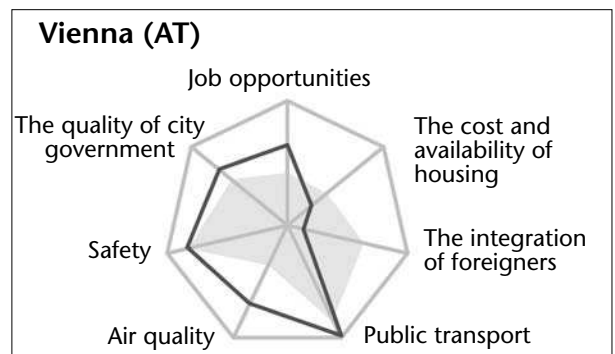 Vienna (AT)
Job opportunities
The quality of city
government
The cost and
availability of
housing
Safety
The integration
of foreigners
Air quality
Public transport